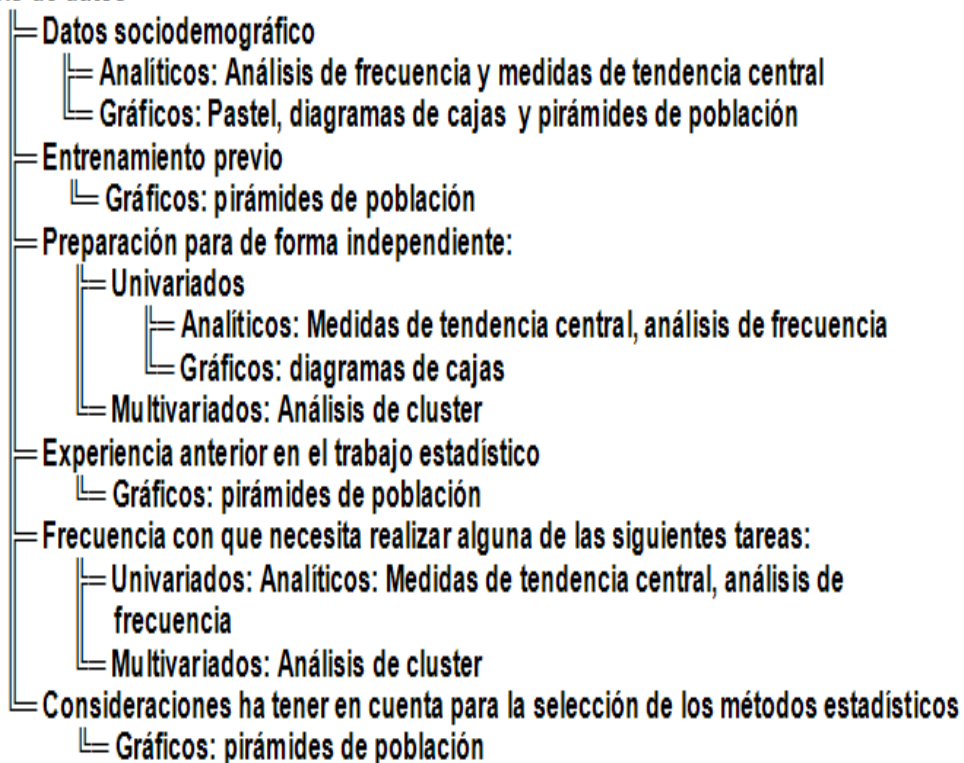 Datos sociodemográfico
Analíticos: Análisis de frecuencia y medidas de tendencia central
Gráficos: Pastel, diagramas de cajas y pirámides de población
Entrenamiento previo
Gráficos: pirámides de población
Preparación para de forma independiente:
Univariados
Analíticos: Medidas de tendencia central, análisis de frecuencia
Gráficos: diagramas de cajas
Multivariados: Análisis de cluster
Experiencia anterior en el trabajo estadístico
Gráficos: pirámides de población
Frecuencia con que necesita realizar alguna de las siguientes tareas:
Univariados: Analíticos: Medidas de tendencia central, análisis de
frecuencia
Multivariados: Análisis de cluster
Consideraciones ha tener en cuenta para la selección de los métodos estadísticos
Gráficos: pirámides de población